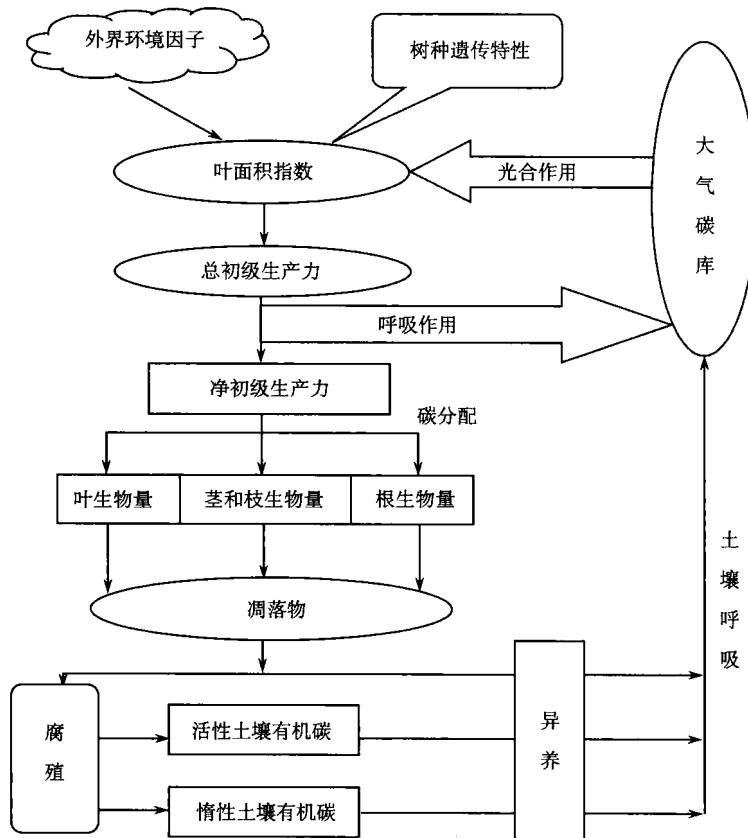 外界环境因子
树种遗传特性
大气碳库
叶面积指数
光合作用
总初级生产力
呼吸作用
净初级生产力
碳分配
叶生物量
茎和枝生物量
根生物量
凋落物
土壤呼吸
腐殖
活性土壤有机碳
异养
惰性土壤有机碳